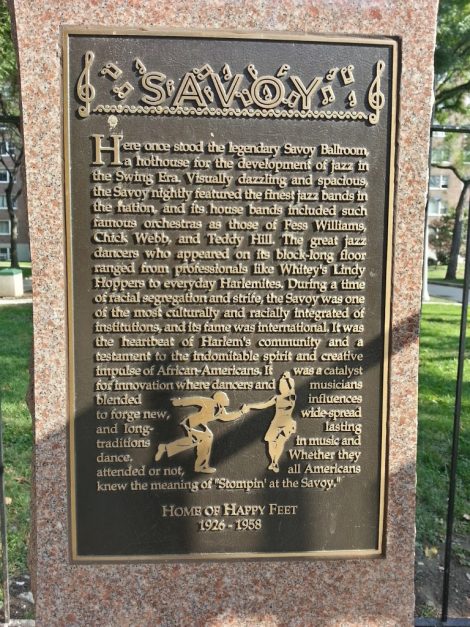 SAVOY
Here once stood the legendary Savoy Ballroom,
a hothouse for the development of jazz in
the Swing Era. Visually dazzling and spacious,
the Savoy nightly featured the finest jazz bands in
the nation, and its house bands included such
famous orchestras as those of Fess Williams,
Chick Webb, and Teddy Hill. The great jazz
dancers who appeared on its block-long floor
ranged from professionals like Whitey's Lindy
Hoppers to everyday Harlemites. During a time
of racial segregation and strife, the Savoy was one
of the most culturally and racially integrated of
institutions, and its fame was international. It was
the heartbeat of Harlem's community and a
testament to the indomitable spirit and creative
impulse of African-Americans. It was a catalyst
for innovation where dancers and musicians
blended influences
to forge new, wide-spread
and long- lasting
traditions in music and
dance. Whether they
attended or not, all Americans
knew the meaning of "Stompin' at the Savoy."
HOME OF HAPPY FEET
1926 - 1958